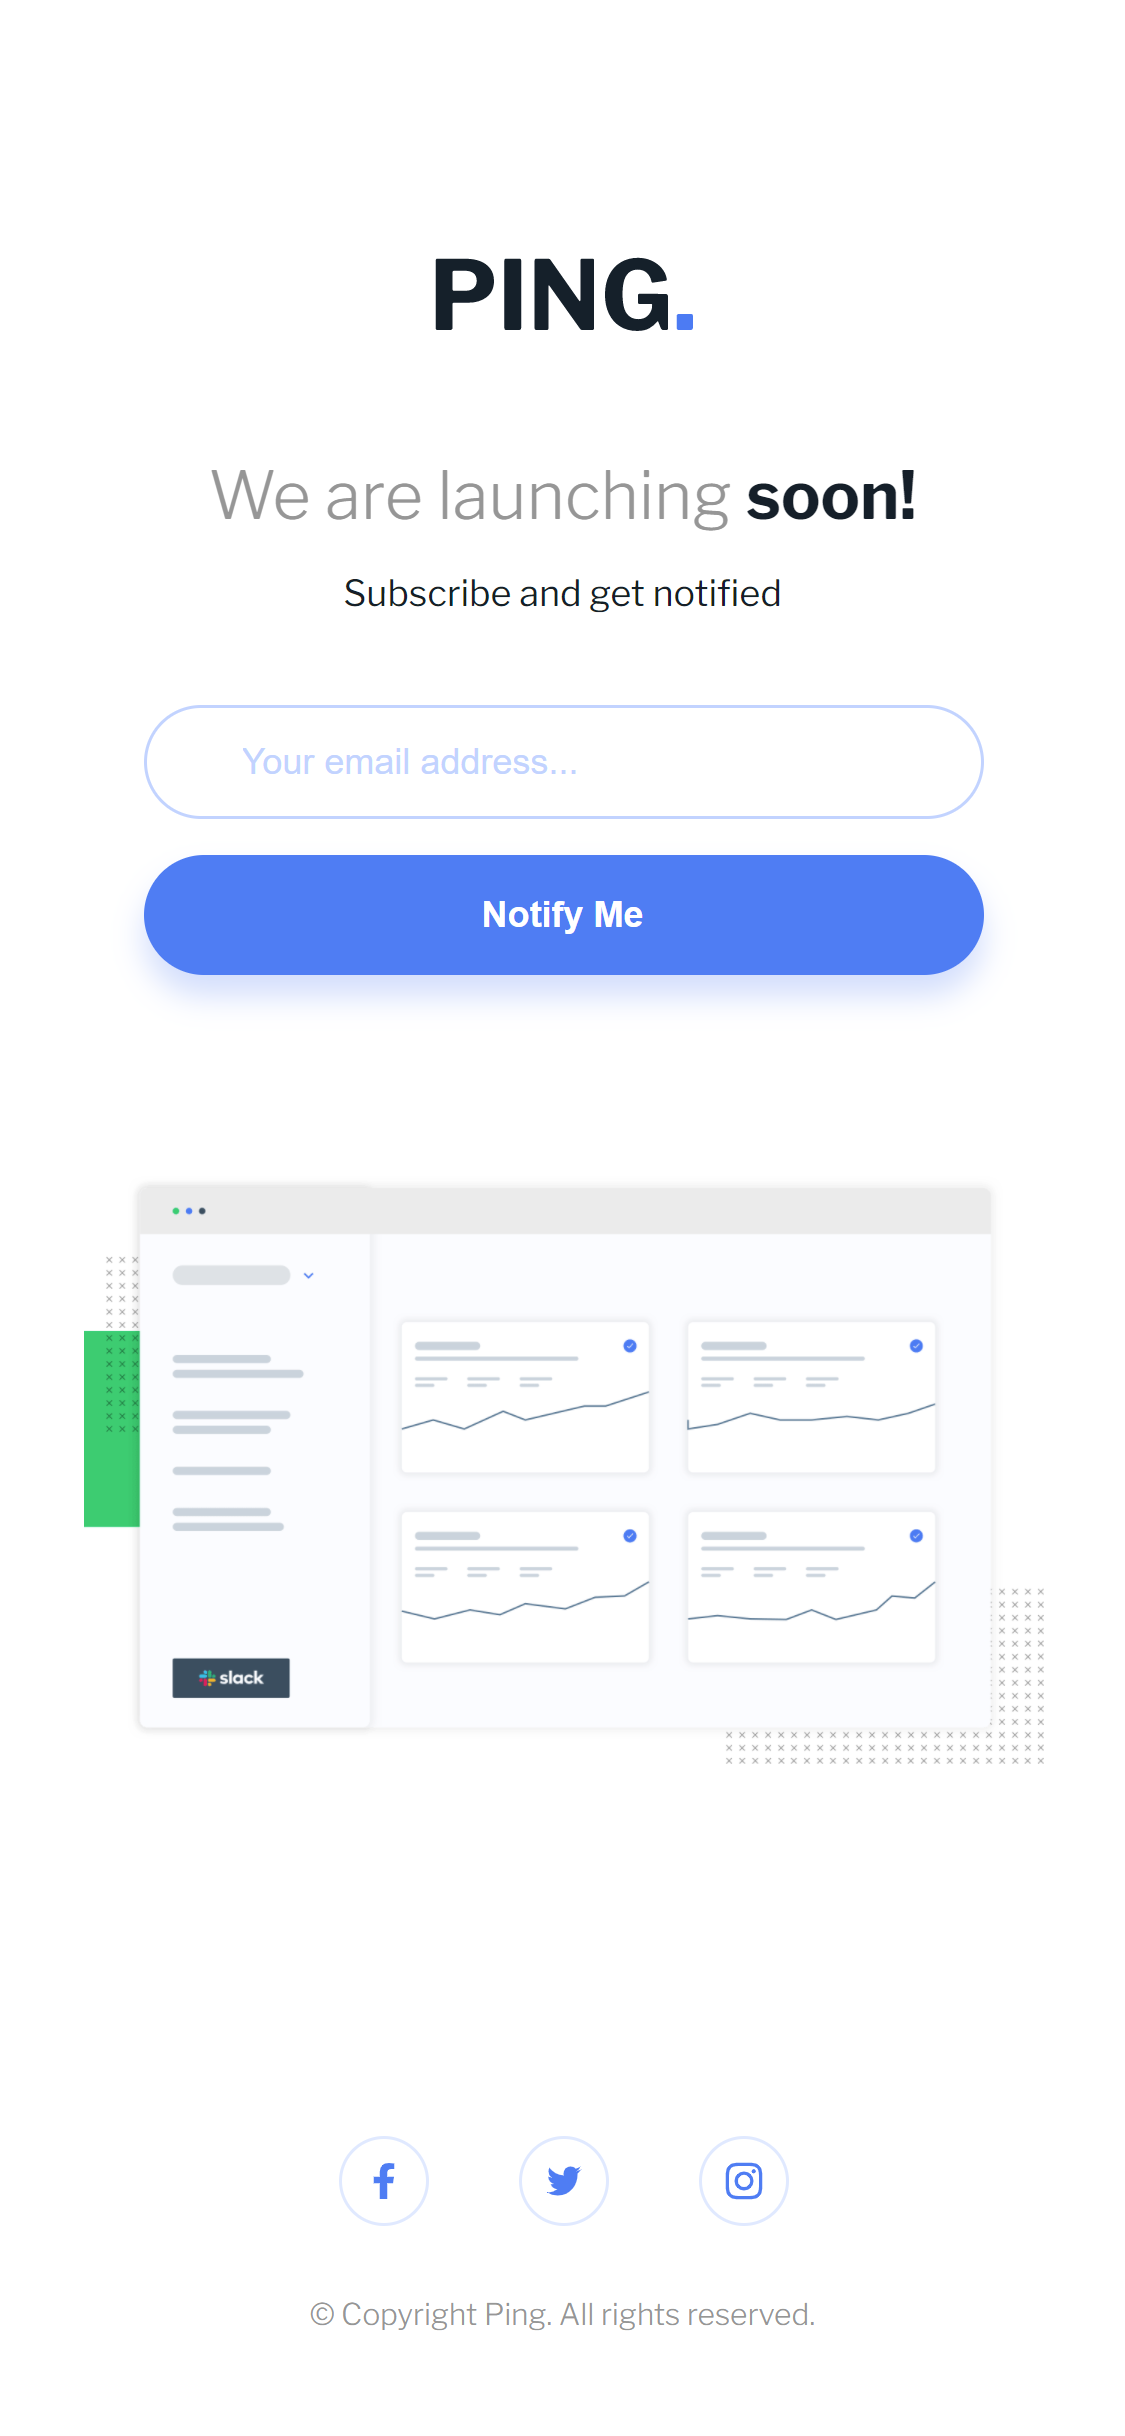 PING.
We are launching soon!
Subscribe and get notified
Your email address...
Notify Me
slack
© Copyright Ping. All rights reserved.